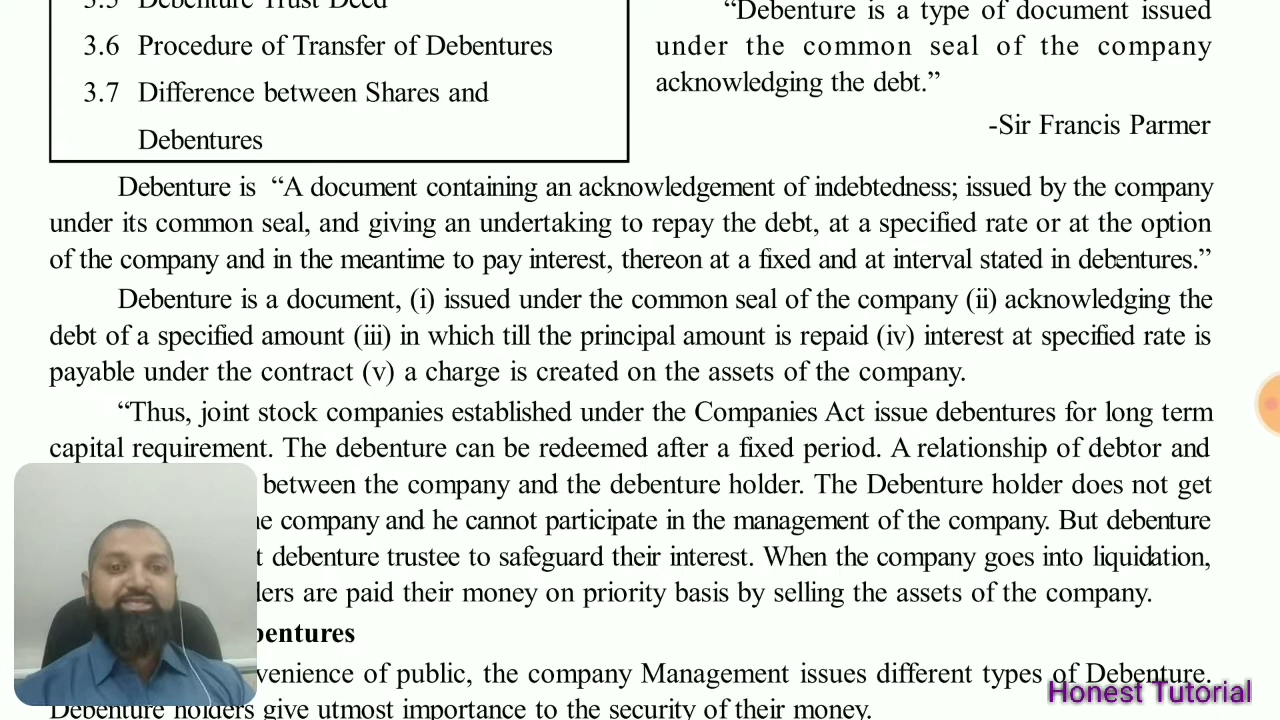 3.5 Debenture Trust Deed
3.6 Procedure of Transfer of Debentures
3.7 Difference between Shares and
Debentures
“Debenture is a type of document issued
under the common seal of the company
acknowledging the debt.”
-Sir Francis Parmer
Debenture is “A document containing an acknowledgement of indebtedness; issued by the company
under its common seal, and giving an undertaking to repay the debt, at a specified rate or at the option
of the company and in the meantime to pay interest, thereon at a fixed and at interval stated in debentures.”
Debenture is a document, (i) issued under the common seal of the company (ii) acknowledging the
debt of a specified amount (iii) in which till the principal amount is repaid (iv) interest at specified rate is
payable under the contract (v) a charge is created on the assets of the company.
“Thus, joint stock companies established under the Companies Act issue debentures for long term
capital requirement. The debenture can be redeemed after a fixed period. A relationship of debtor and
between the company and the debenture holder. The Debenture holder does not get
company and he cannot participate in the management of the company. But debenture
debenture trustee to safeguard their interest. When the company goes into liquidation,
are paid their money on priority basis by selling the assets of the company.
the company Management issues different types of Debenture.
Debenture holders give utmost importance to the security of their money.
Honest Tutorial